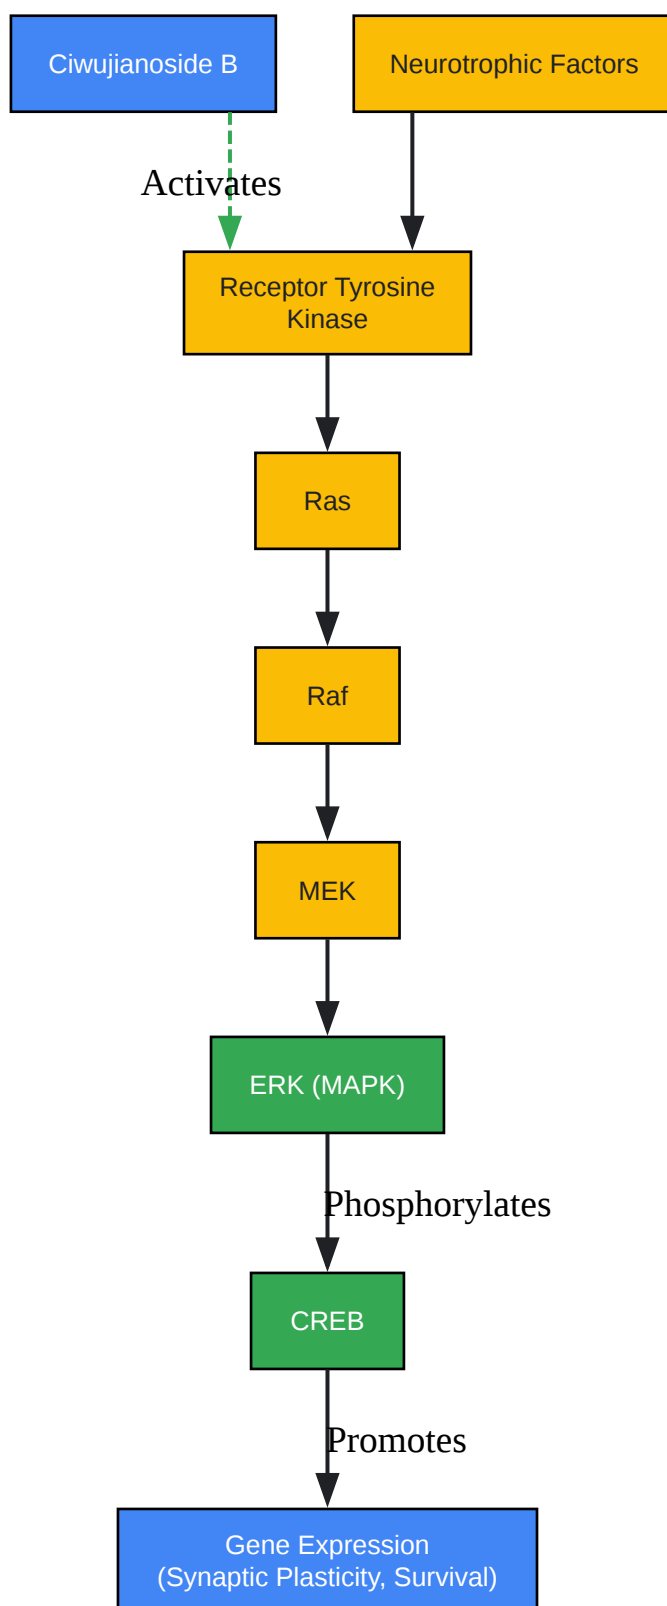 Ciwujianoside B
Neurotrophic Factors
Activates
Receptor Tyrosine
Kinase
Ras
Raf
MEK
ERK (MAPK)
Phosphorylates
CREB
Promotes
Gene Expression
(Synaptic Plasticity, Survival)